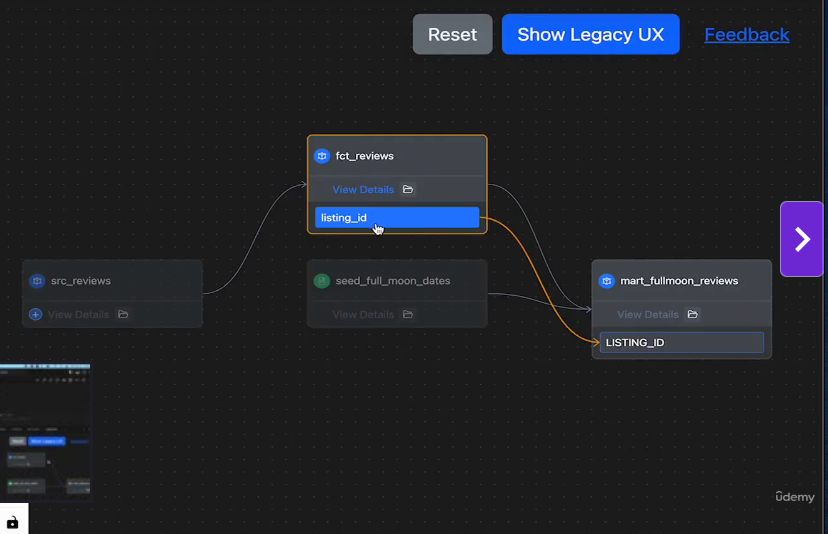 Reset
Show Legacy UX
Feedback
fct_reviews
View Details
listing_id
src_reviews
View Details
seed_full_moon_dates
View Details
mart_fullmoon_reviews
View Details
LISTING_ID
udemy